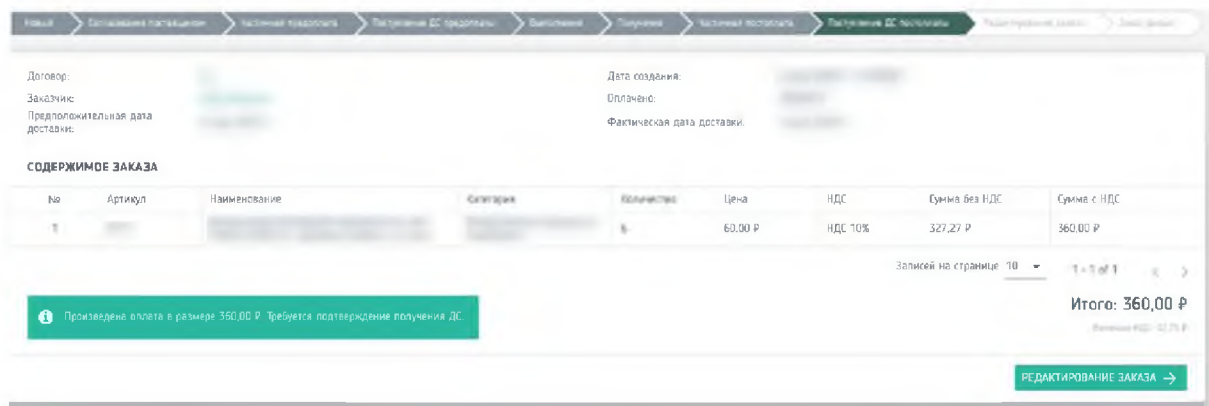 Новый
Согласование поставщиком
Частичная предоплата
Поступление ДС предоплаты
Выполнение
Получение
Частичная постоплата
Поступление ДС постоплаты
Редактирование заказа
Договор:
Дата создания:
Заказчик:
Оплачено:
Предположительная дата
доставки:
Фактическая дата доставки:
СОДЕРЖИМОЕ ЗАКАЗА
№ Артикул Наименование Категория Количество Цена НДС Сумма без НДС Сумма с НДС
1 6 60,00 ₽ НДС 10% 327,27 ₽ 360,00 ₽
Записей на странице 10 1 - 1 of 1
Произведена оплата в размере 360,00 ₽. Требуется подтверждение получения ДС.
Итого: 360,00 ₽
РЕДАКТИРОВАНИЕ ЗАКАЗА →